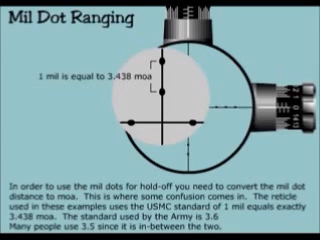 Mil Dot Ranging
1 mil is equal to 3.438 moa
In order to use the mil dots for hold-off you need to convert the mil dot
distance to moa. This is where some confusion comes in. The reticle
used in these examples uses the USMC standard of 1 mil equals exactly
3.438 moa. The standard used by the Army is 3.6
Many people use 3.5 since it is in-between the two.